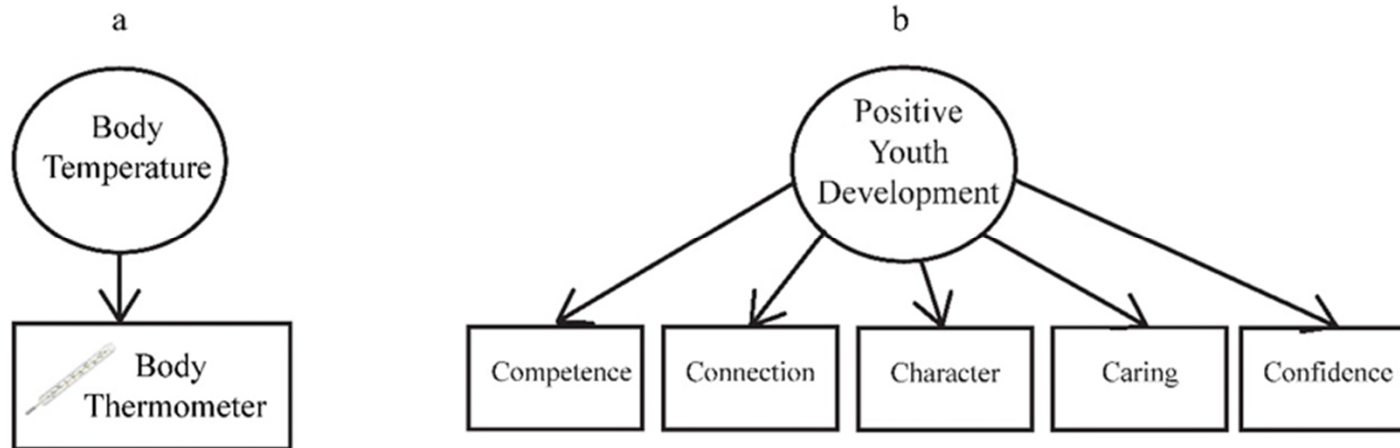 a
Body
Temperature
Body
Thermometer
b
Positive
Youth
Development
Competence
Connection
Character
Caring
Confidence